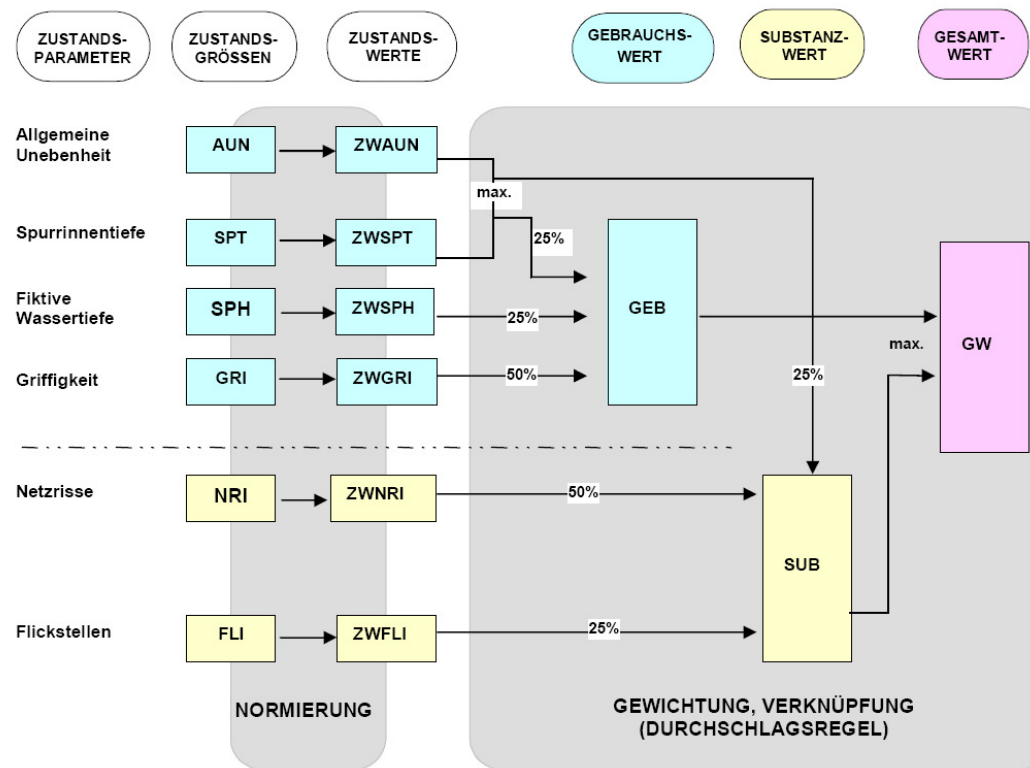 ZUSTANDS-
PARAMETER
ZUSTANDS-
GRÖSSEN
ZUSTANDS-
WERTE
GEBRAUCHS-
WERT
SUBSTANZ-
WERT
GESAMT-
WERT
Allgemeine
Unebenheit
AUN
ZWAUN
max.
Spurrinnentiefe
SPT
ZWSPT
25%
Fiktive
Wassertiefe
SPH
ZWSPH
25%
GEB
max.
GW
Griffigkeit
GRI
ZWGRI
50%
25%
Netzrisse
NRI
ZWNRI
50%
SUB
Flickstellen
FLI
ZWFLI
25%
NORMIERUNG
GEWICHTUNG, VERKNÜPFUNG
(DURCHSCHLAGSREGEL)